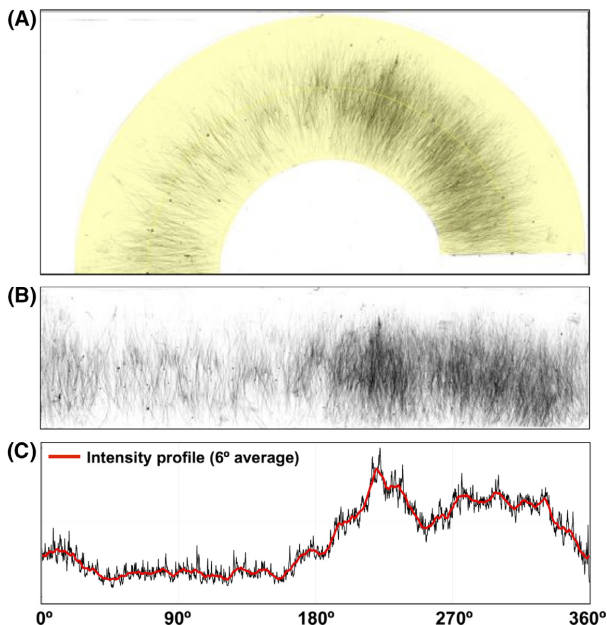 (A)
(B)
(C)
Intensity profile (6º average)
0º 90º 180º 270º 360º